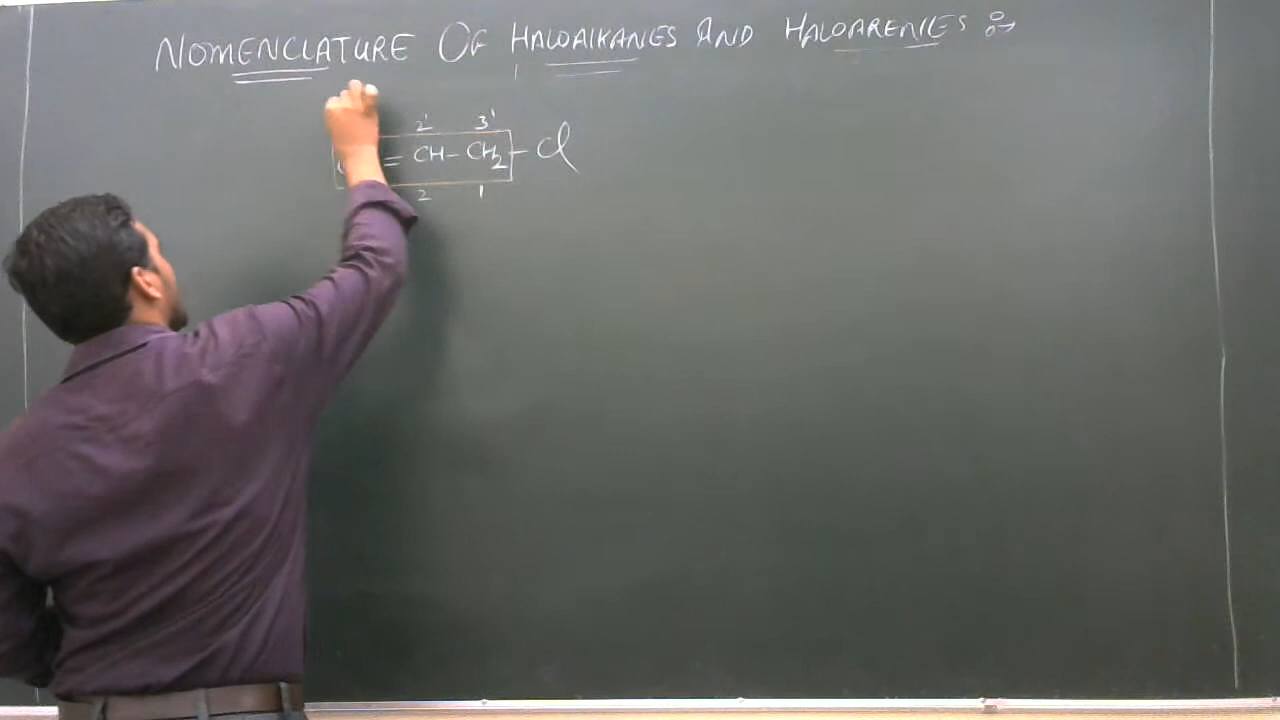 NOMENCLATURE OF HALOALKANES AND HALOARENES :→
2' 3'
= CH - CH₂ - Cl
2 1